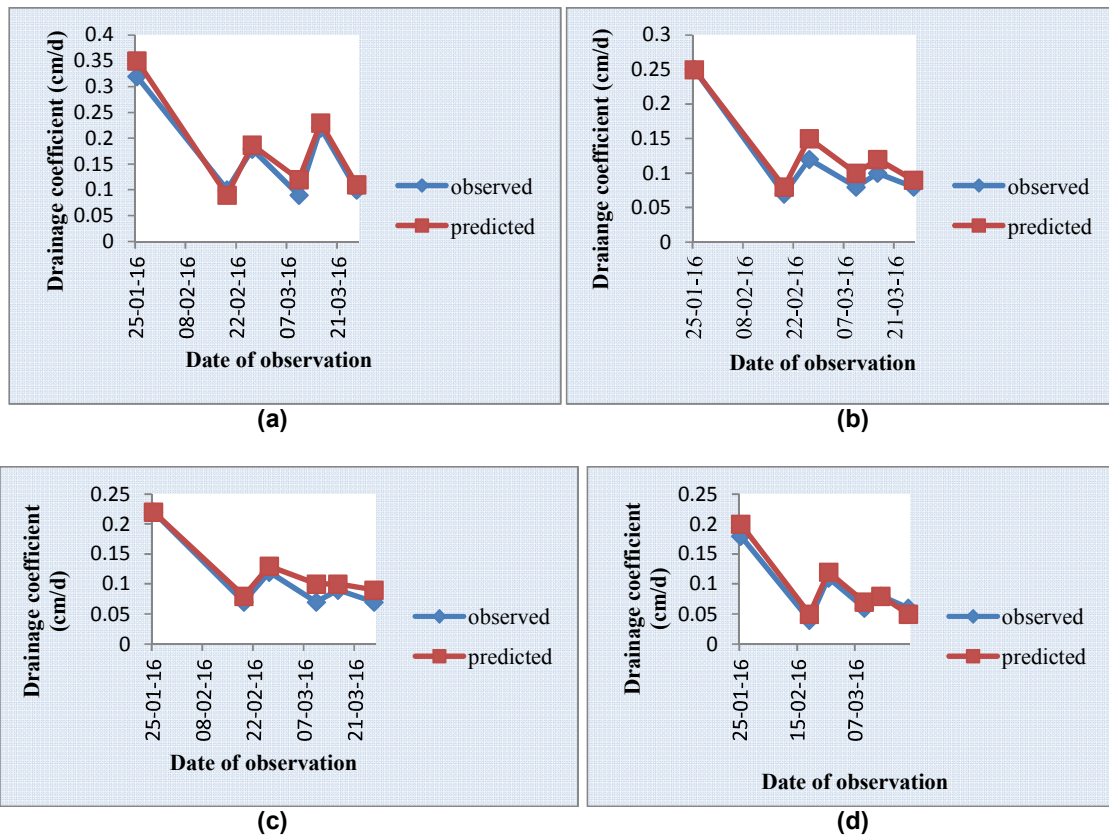 0.4
0.35
0.3
0.25
0.2
0.15
0.1
0.05
0
Drainage coefficient (cm/d)
25-01-16
08-02-16
22-02-16
07-03-16
21-03-16
Date of observation
observed
predicted
(a)
0.3
0.25
0.2
0.15
0.1
0.05
0
Draiange coefficient (cm/d)
25-01-16
08-02-16
22-02-16
07-03-16
21-03-16
Date of observation
observed
predicted
(b)
0.25
0.2
0.15
0.1
0.05
0
Drainage coefficient
(cm/d)
25-01-16
08-02-16
22-02-16
07-03-16
21-03-16
Date of observation
observed
predicted
(c)
0.25
0.2
0.15
0.1
0.05
0
Drainage coefficient
(cm/d)
25-01-16
15-02-16
07-03-16
Date of observation
observed
predicted
(d)